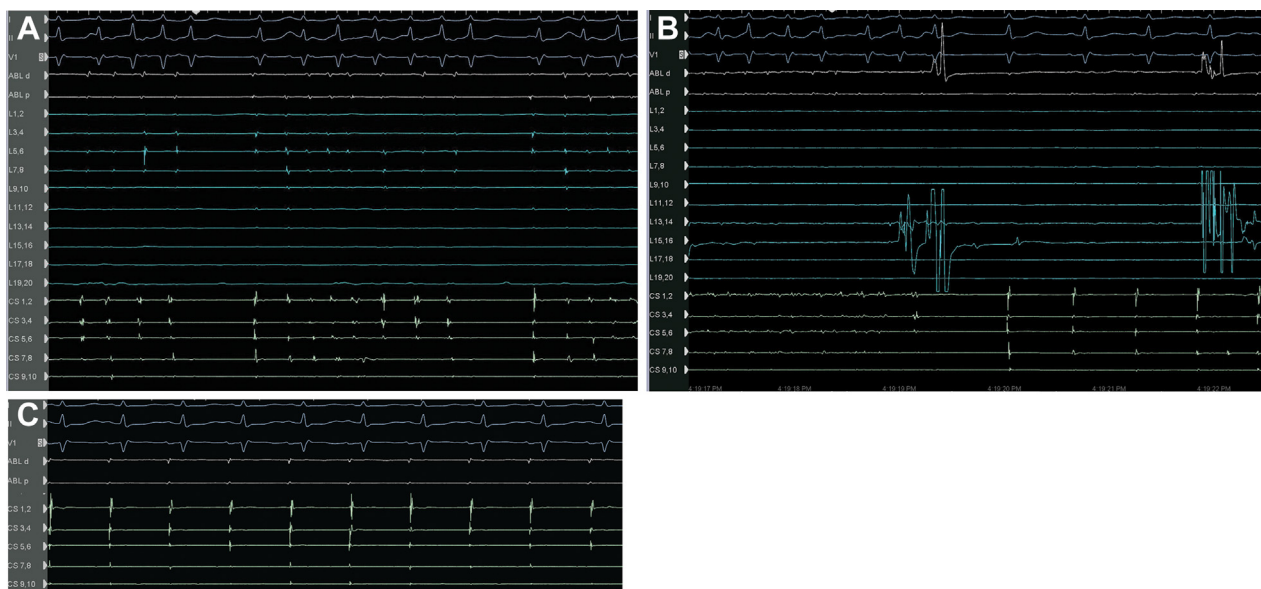 A
I
II
V1
ABL d
ABL p
L1,2
L3,4
L5,6
L7,8
L9,10
L11,12
L13,14
L15,16
L17,18
L19,20
CS 1,2
CS 3,4
CS 5,6
CS 7,8
CS 9,10
B
I
II
V1
ABL d
ABL p
L1,2
L3,4
L5,6
L7,8
L9,10
L11,12
L13,14
L15,16
L17,18
L19,20
CS 1,2
CS 3,4
CS 5,6
CS 7,8
CS 9,10
4:19:17 PM 4:19:18 PM 4:19:19 PM 4:19:20 PM 4:19:21 PM 4:19:22 PM
C
I
II
V1
ABL d
ABL p
CS 1,2
CS 3,4
CS 5,6
CS 7,8
CS 9,10